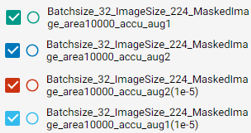 Batchsize_32_ImageSize_224_MaskedIma
ge_area10000_accu_aug1
Batchsize_32_ImageSize_224_MaskedIma
ge_area10000_accu_aug2
Batchsize_32_ImageSize_224_MaskedIma
ge_area10000_accu_aug2(1e-5)
Batchsize_32_ImageSize_224_MaskedIma
ge_area10000_accu_aug1(1e-5)